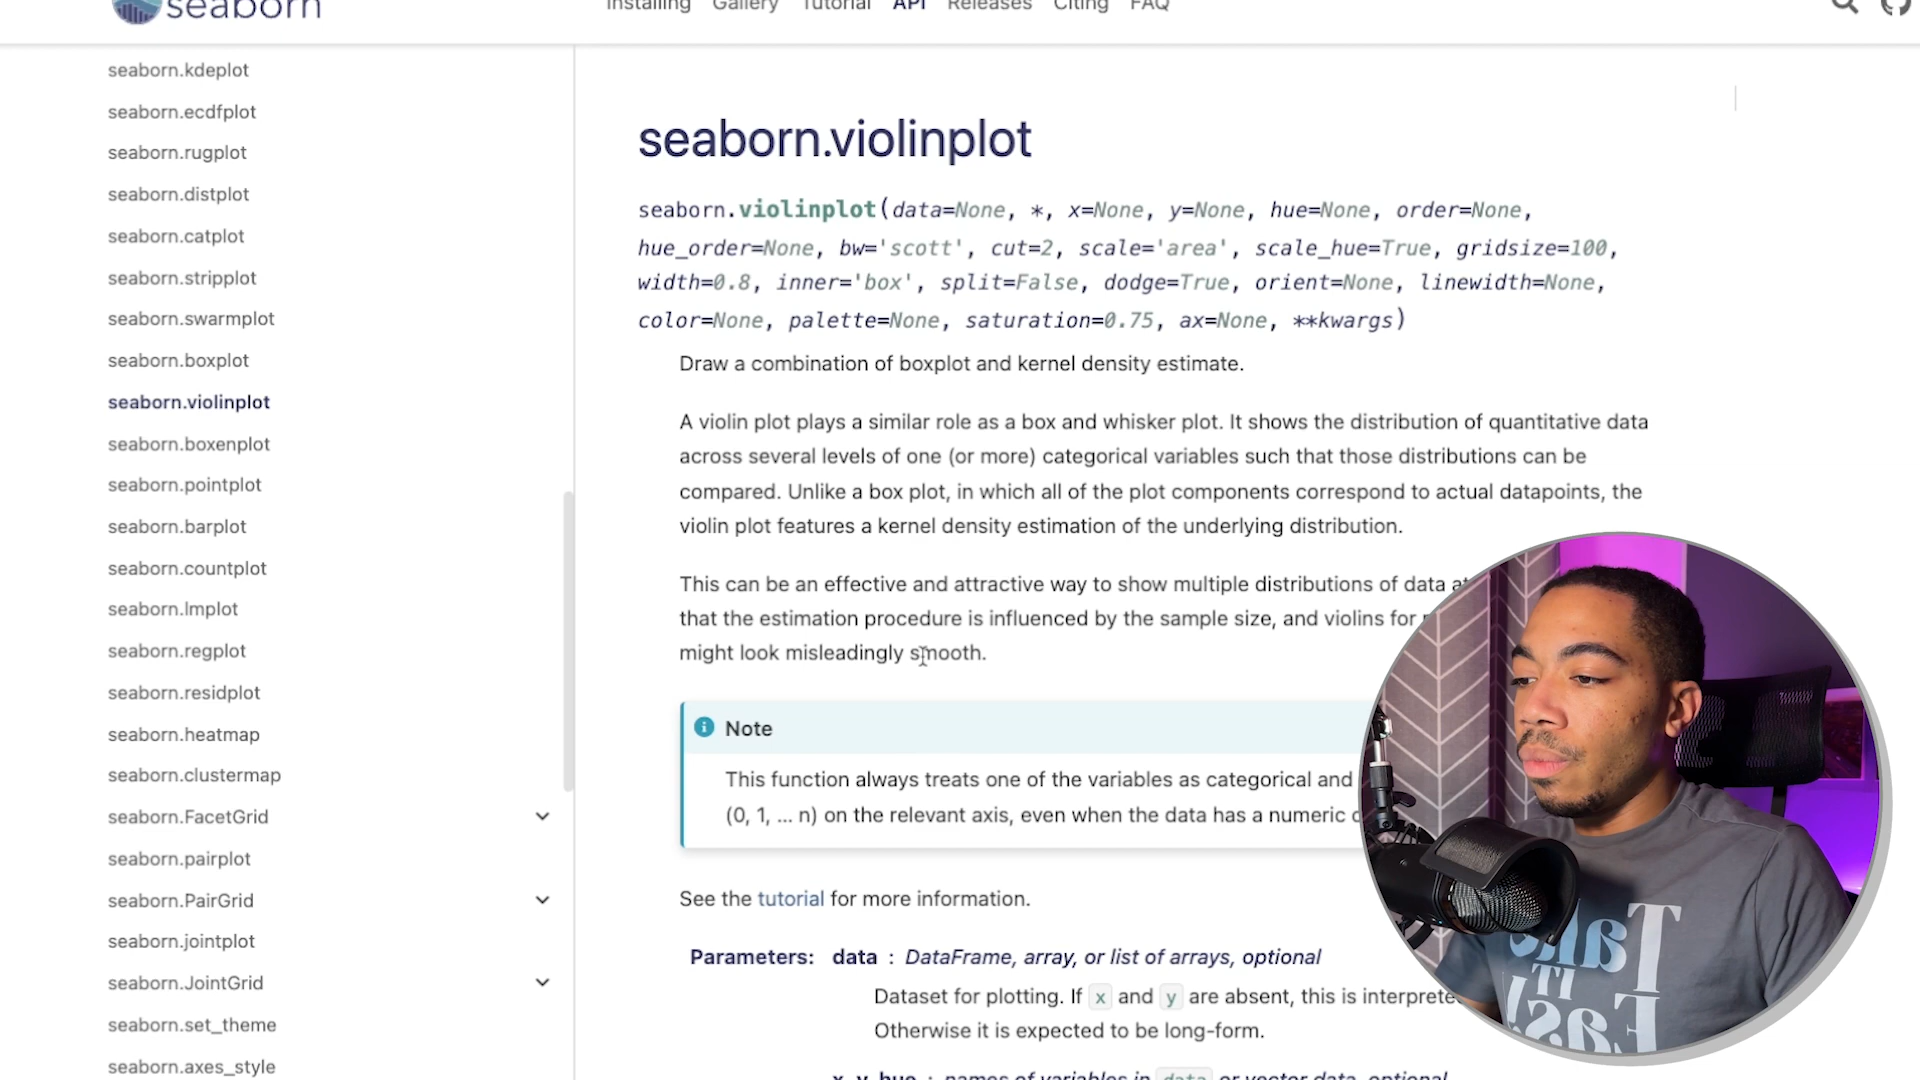 seaborn
Installing Gallery Tutorial API Releases Citing FAQ
seaborn.kdeplot
seaborn.ecdfplot
seaborn.rugplot
seaborn.distplot
seaborn.catplot
seaborn.stripplot
seaborn.swarmplot
seaborn.boxplot
seaborn.violinplot
seaborn.boxenplot
seaborn.pointplot
seaborn.barplot
seaborn.countplot
seaborn.lmplot
seaborn.regplot
seaborn.residplot
seaborn.heatmap
seaborn.clustermap
seaborn.FacetGrid
seaborn.pairplot
seaborn.PairGrid
seaborn.jointplot
seaborn.JointGrid
seaborn.set_theme
seaborn.axes_style
seaborn.violinplot
seaborn.violinplot(data=None, *, x=None, y=None, hue=None, order=None,
hue_order=None, bw='scott', cut=2, scale='area', scale_hue=True, gridsize=100,
width=0.8, inner='box', split=False, dodge=True, orient=None, linewidth=None,
color=None, palette=None, saturation=0.75, ax=None, **kwargs)
Draw a combination of boxplot and kernel density estimate.
A violin plot plays a similar role as a box and whisker plot. It shows the distribution of quantitative data
across several levels of one (or more) categorical variables such that those distributions can be
compared. Unlike a box plot, in which all of the plot components correspond to actual datapoints, the
violin plot features a kernel density estimation of the underlying distribution.
This can be an effective and attractive way to show multiple distributions of data
that the estimation procedure is influenced by the sample size, and violins for
might look misleadingly smooth.
Note
This function always treats one of the variables as categorical and
(0, 1, … n) on the relevant axis, even when the data has a numeric
See the tutorial for more information.
Parameters: data : DataFrame, array, or list of arrays, optional
Dataset for plotting. If x and y are absent, this is
Otherwise it is expected to be long-form.
x, y, hue : names of variables in data or vector data, optional
Take
IT
Easy